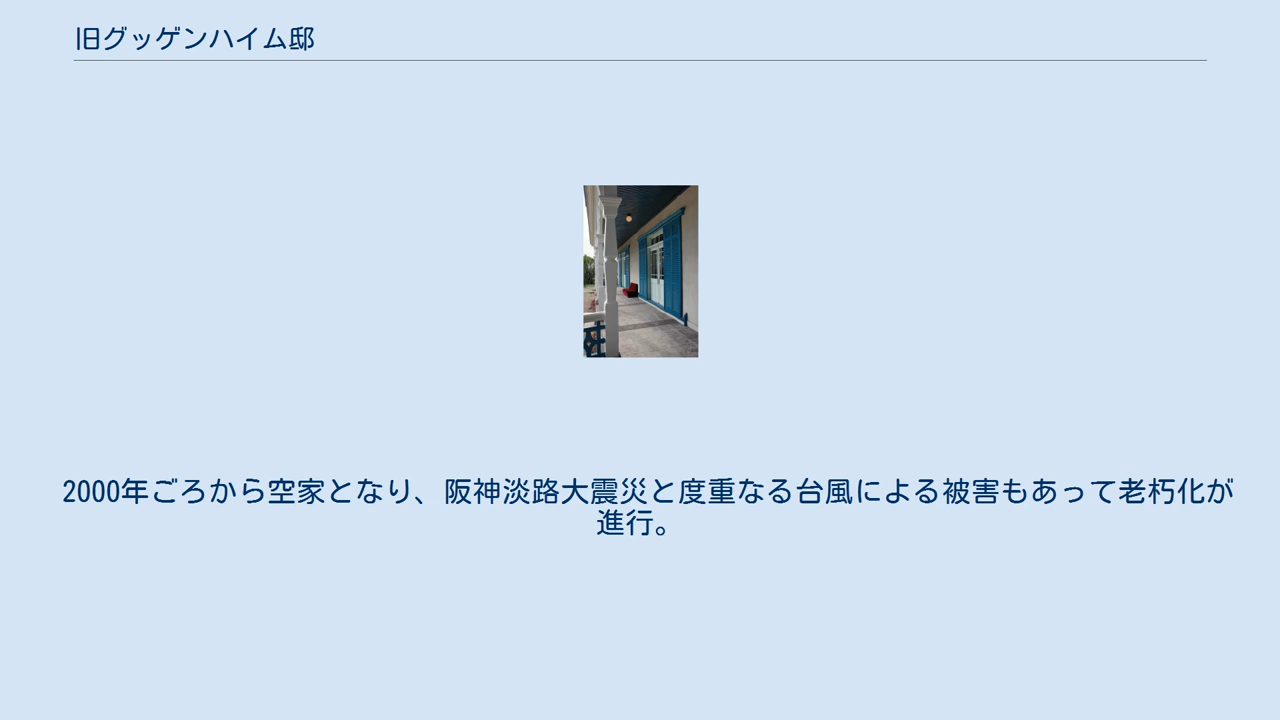 旧グッゲンハイム邸
2000年ごろから空家となり、阪神淡路大震災と度重なる台風による被害もあって老朽化が
進行。